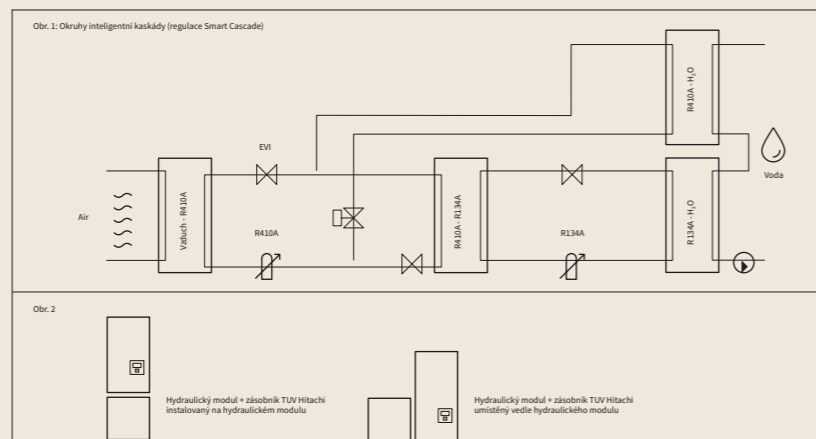 Obr. 1: Okruhy inteligentní kaskády (regulace Smart Cascade)
R410A - H₂O
EVI
Voda
Air
Vzduch - R410A
R410A
R410A - R134A
R134A
R134A - H₂O
Obr. 2
Hydraulický modul + zásobník TUV Hitachi
instalovaný na hydraulickém modulu
Hydraulický modul + zásobník TUV Hitachi
umístěný vedle hydraulického modulu